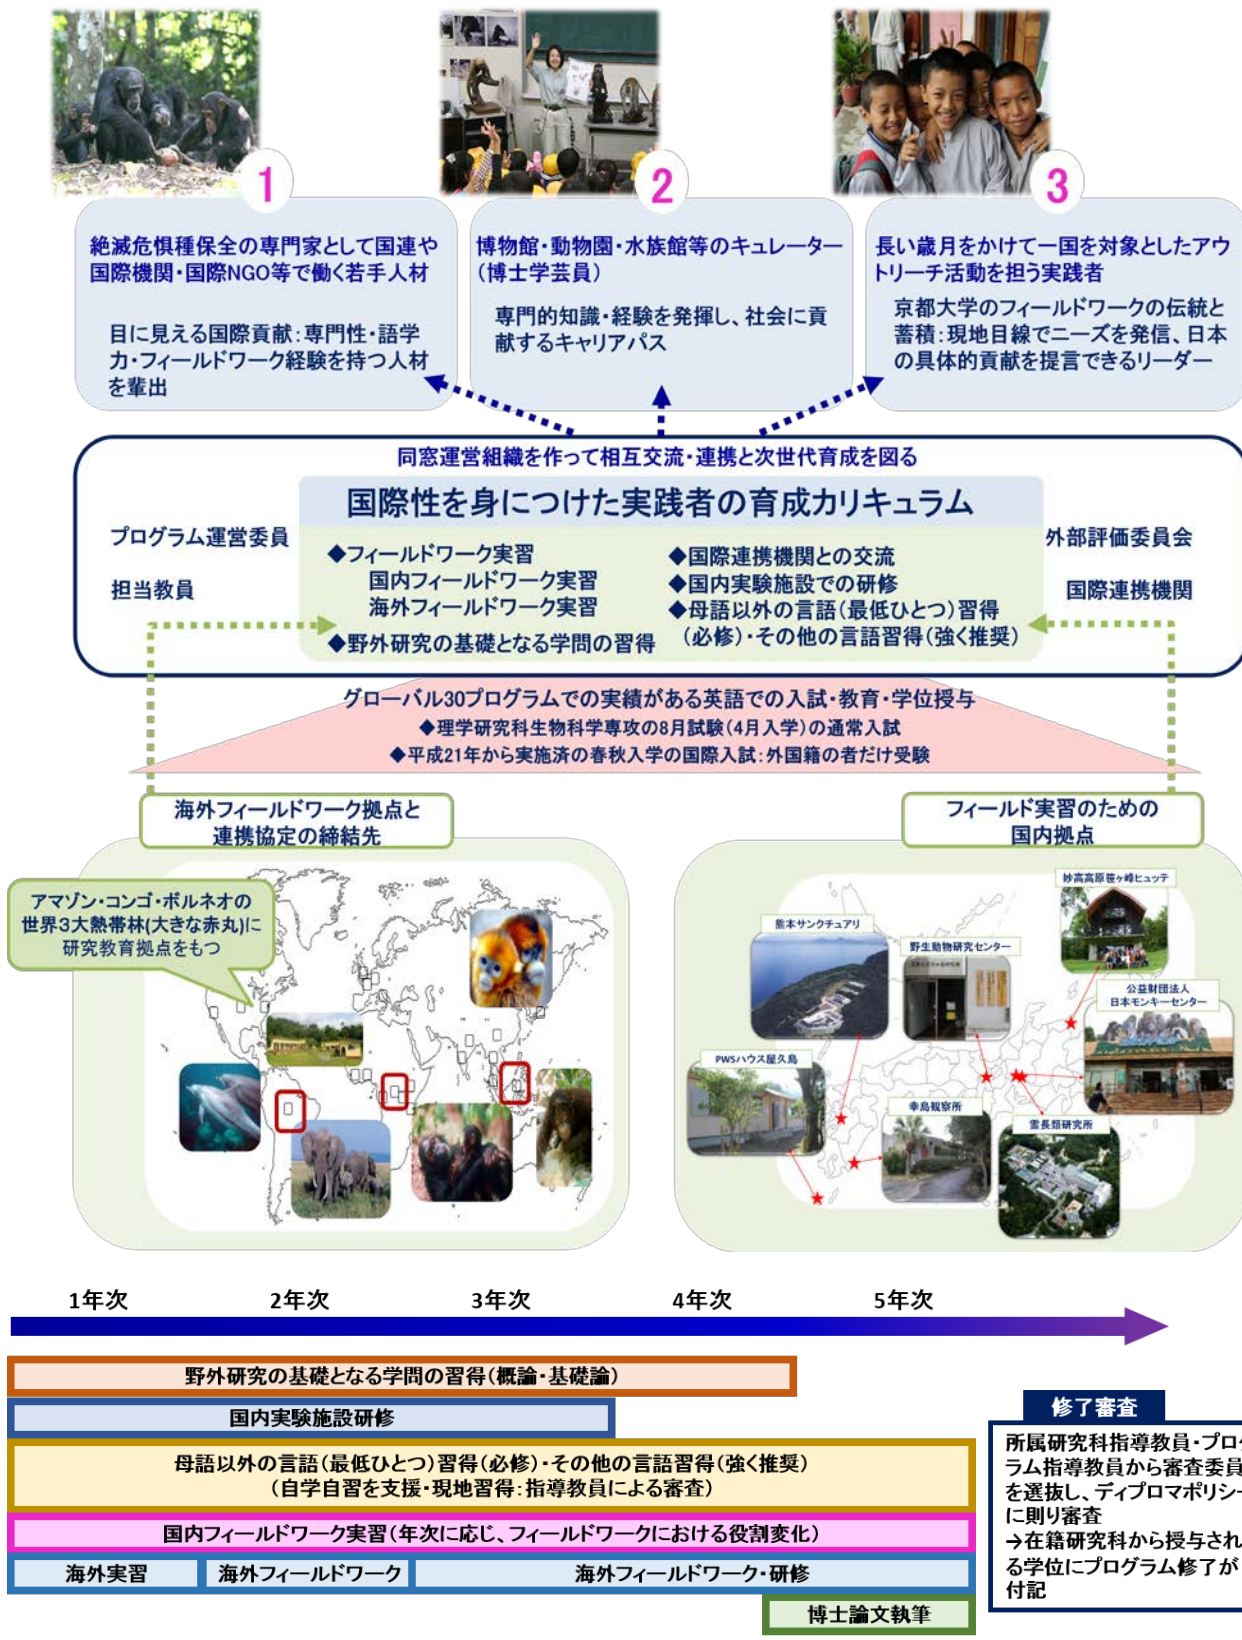 1
2
3
絶滅危惧種保全の専門家として国連や
国際機関・国際NGO等で働く若手人材
目に見える国際貢献：専門性・語学
力・フィールドワーク経験を持つ人材
を輩出
博物館・動物園・水族館等のキュレーター
（博士学芸員）
専門的知識・経験を発揮し、社会に貢
献するキャリアパス
長い歳月をかけて一国を対象としたアウ
トリーチ活動を担う実践者
京都大学のフィールドワークの伝統と
蓄積：現地目線でニーズを発信、日本
の具体的貢献を提言できるリーダー
同窓運営組織を作って相互交流・連携と次世代育成を図る
国際性を身につけた実践者の育成カリキュラム
プログラム運営委員
担当教員
◆フィールドワーク実習
国内フィールドワーク実習
海外フィールドワーク実習
◆野外研究の基礎となる学問の習得
◆国際連携機関との交流
◆国内実験施設での研修
◆母語以外の言語（最低ひとつ）習得
（必修）・その他の言語習得（強く推奨）
外部評価委員会
国際連携機関
グローバル30プログラムでの実績がある英語での入試・教育・学位授与
◆理学研究科生物科学専攻の8月試験（4月入学）の通常入試
◆平成21年から実施済の春秋入学の国際入試：外国籍の者だけ受験
海外フィールドワーク拠点と
連携協定の締結先
アマゾン・コンゴ・ボルネオの
世界3大熱帯林(大きな赤丸)に
研究教育拠点をもつ
フィールド実習のための
国内拠点
妙高高原笹ヶ峰ヒュッテ
熊本サンクチュアリ
野生動物研究センター
公益財団法人
日本モンキーセンター
PWSハウス屋久島
幸島観察所
霊長類研究所
1年次
2年次
3年次
4年次
5年次
野外研究の基礎となる学問の習得（概論・基礎論）
国内実験施設研修
母語以外の言語（最低ひとつ）習得（必修）・その他の言語習得（強く推奨）
（自学自習を支援・現地習得：指導教員による審査）
国内フィールドワーク実習（年次に応じ、フィールドワークにおける役割変化）
海外実習
海外フィールドワーク
海外フィールドワーク・研修
博士論文執筆
修了審査
所属研究科指導教員・プログ
ラム指導教員から審査委員
を選抜し、ディプロマポリシー
に則り審査
→在籍研究科から授与され
る学位にプログラム修了が
付記